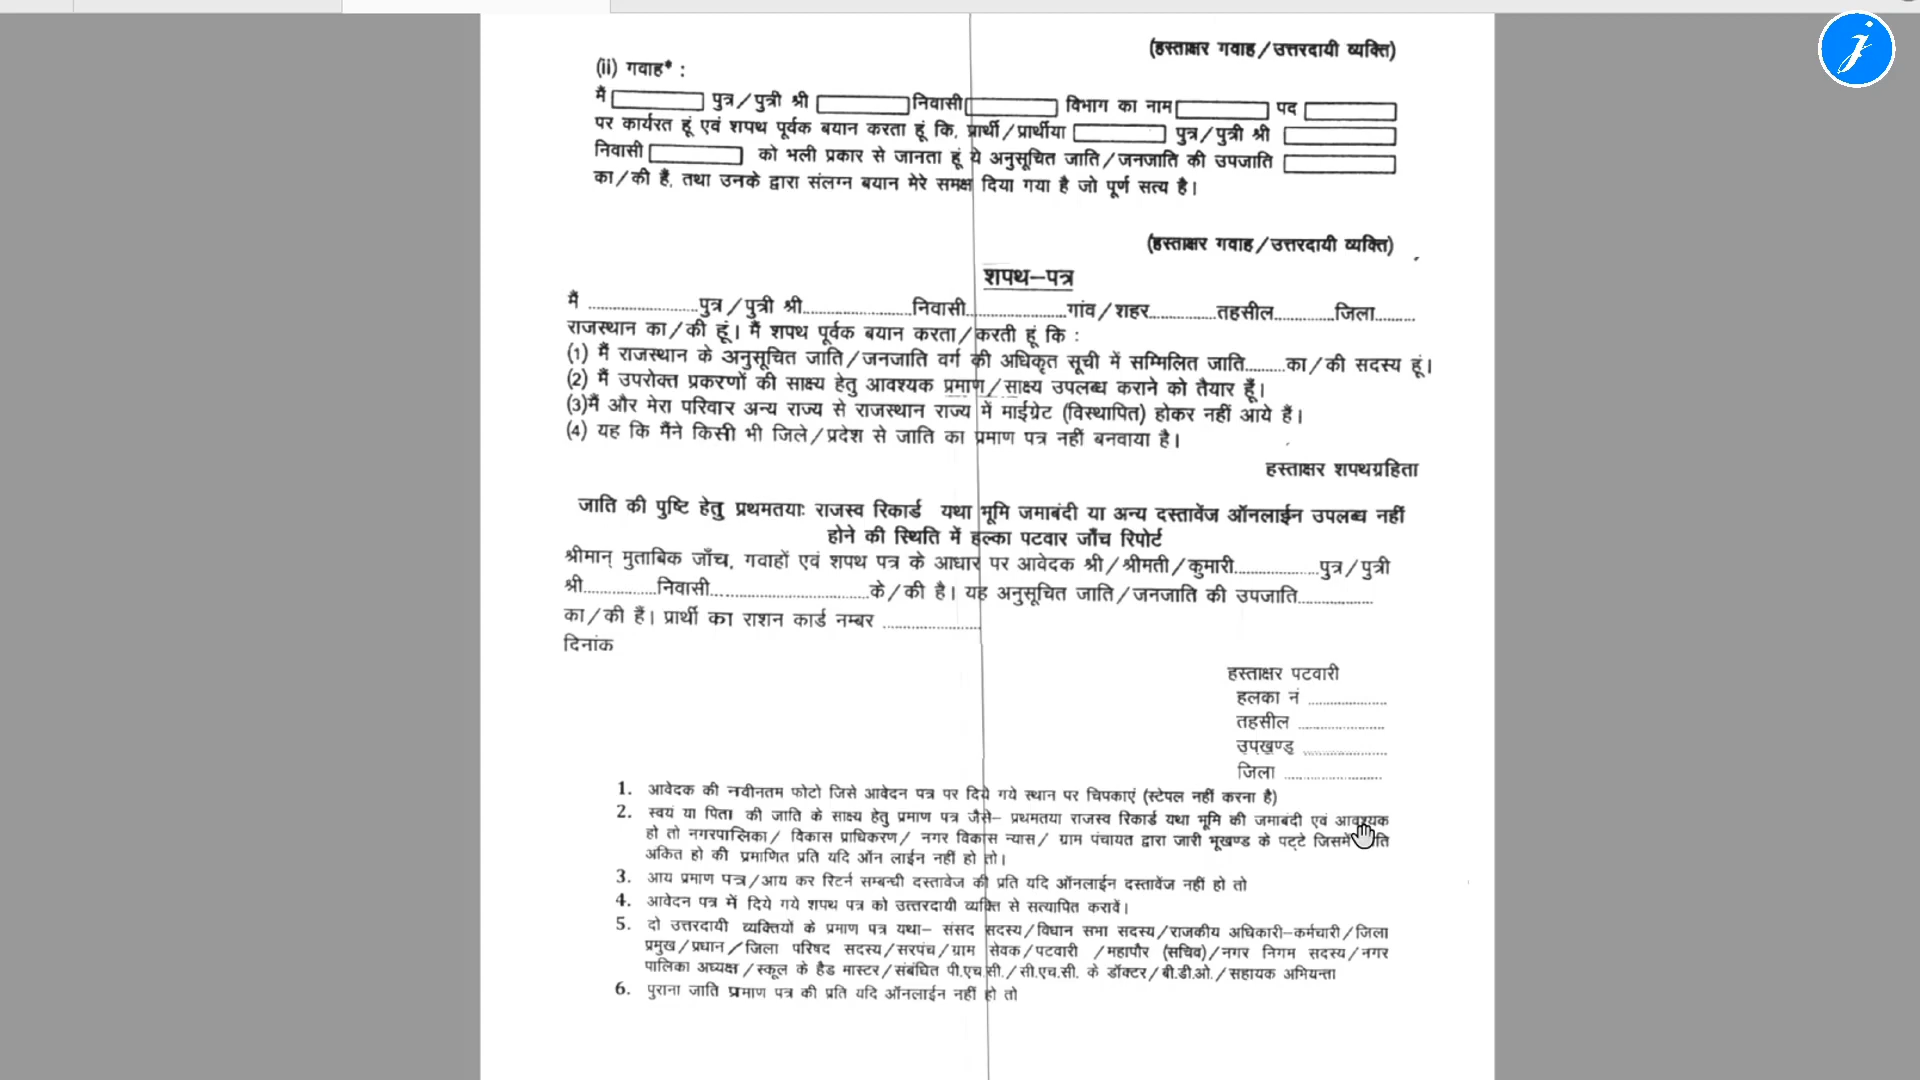 (हस्ताक्षर गवाह/उत्तरदायी व्यक्ति)
(ii) गवाह* :
मैं पुत्र/पुत्री श्री निवासी विभाग का नाम पद
पर कार्यरत हूं एवं शपथ पूर्वक बयान करता हूं कि, प्रार्थी/प्रार्थीया पुत्र/पुत्री श्री
निवासी को भली प्रकार से जानता हूं ये अनुसूचित जाति/जनजाति की उपजाति
का/की हैं, तथा उनके द्वारा संलग्न बयान मेरे समक्ष दिया गया है जो पूर्ण सत्य है।
(हस्ताक्षर गवाह/उत्तरदायी व्यक्ति)
शपथ-पत्र
मैं ........................पुत्र/पुत्री श्री........................निवासी......................गांव/शहर...............तहसील.............जिला.........
राजस्थान का/की हूं। मैं शपथ पूर्वक बयान करता/करती हूं कि :
(1) मैं राजस्थान के अनुसूचित जाति/जनजाति वर्ग की अधिकृत सूची में सम्मिलित जाति.........का/की सदस्य हूं।
(2) मैं उपरोक्त प्रकरणों की साक्ष्य हेतु आवश्यक प्रमाण/साक्ष्य उपलब्ध कराने को तैयार हूँ।
(3)मैं और मेरा परिवार अन्य राज्य से राजस्थान राज्य में माईग्रेट (विस्थापित) होकर नहीं आये हैं।
(4) यह कि मैंने किसी भी जिले/प्रदेश से जाति का प्रमाण पत्र नहीं बनवाया है।
हस्ताक्षर शपथग्रहिता
जाति की पुष्टि हेतु प्रथमतयाः राजस्व रिकार्ड यथा भूमि जमाबंदी या अन्य दस्तावेंज ऑनलाईन उपलब्ध नहीं
होने की स्थिति में हल्का पटवार जाँच रिपोर्ट
श्रीमान् मुताबिक जाँच, गवाहों एवं शपथ पत्र के आधार पर आवेदक श्री/श्रीमती/कुमारी...................पुत्र/पुत्री
श्री.................निवासी...................................के/की है। यह अनुसूचित जाति/जनजाति की उपजाति.................
का/की हैं। प्रार्थी का राशन कार्ड नम्बर ......................
दिनांक
हस्ताक्षर पटवारी
हलका नं ....................
तहसील ......................
उपखण्ड .....................
जिला .........................
1. आवेदक की नवीनतम फोटो जिसे आवेदन पत्र पर दिये गये स्थान पर चिपकाएं (स्टेपल नहीं करना है)
2. स्वयं या पिता की जाति के साक्ष्य हेतु प्रमाण पत्र जैसे- प्रथमतया राजस्व रिकार्ड यथा भूमि की जमाबंदी एवं आवश्यक
हो तो नगरपालिका/ विकास प्राधिकरण/ नगर विकास न्यास/ ग्राम पंचायत द्वारा जारी भूखण्ड के पट्टे जिसमें
अंकित हो की प्रमाणित प्रति यदि ऑन लाईन नहीं हो तो।
3. आय प्रमाण पत्र/आय कर रिटर्न सम्बन्धी दस्तावेज की प्रति यदि ऑनलाईन दस्तावेंज नहीं हो तो
4. आवेदन पत्र में दिये गये शपथ पत्र को उत्तरदायी व्यक्ति से सत्यापित करावें।
5. दो उत्तरदायी व्यक्तियों के प्रमाण पत्र यथा- संसद सदस्य/विधान सभा सदस्य/राजकीय अधिकारी-कर्मचारी/जिला
प्रमुख/प्रधान/जिला परिषद सदस्य/सरपंच/ग्राम सेवक/पटवारी /महापौर (सचिव)/नगर निगम सदस्य/नगर
पालिका अध्यक्ष/स्कूल के हैड मास्टर/संबंधित पी.एच.सी./सी.एच.सी. के डॉक्टर/बी.डी.ओ./सहायक अभियन्ता
6. पुराना जाति प्रमाण पत्र की प्रति यदि ऑनलाईन नहीं हो तो